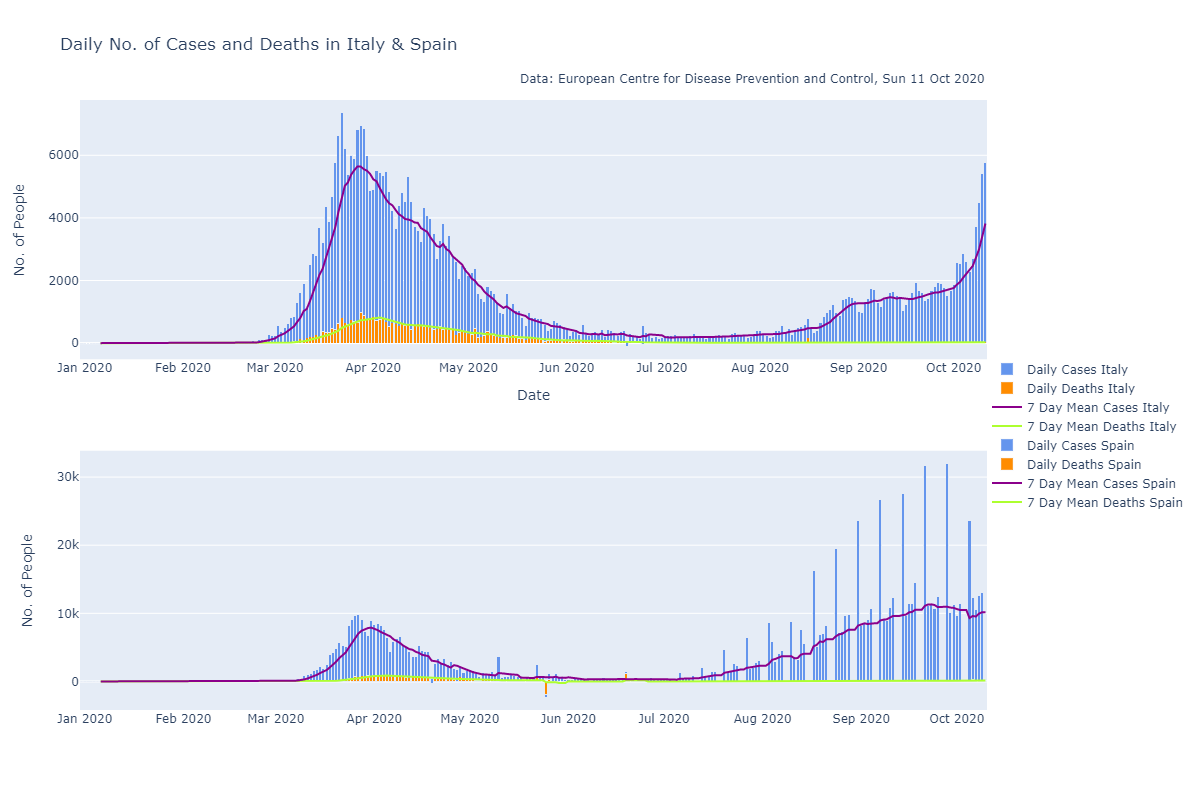 Daily No. of Cases and Deaths in Italy & Spain
Data: European Centre for Disease Prevention and Control, Sun 11 Oct 2020
No. of People
6000
4000
2000
0
Jan 2020 Feb 2020 Mar 2020 Apr 2020 May 2020 Jun 2020 Jul 2020 Aug 2020 Sep 2020 Oct 2020
Date
Daily Cases Italy
Daily Deaths Italy
7 Day Mean Cases Italy
7 Day Mean Deaths Italy
Daily Cases Spain
Daily Deaths Spain
7 Day Mean Cases Spain
7 Day Mean Deaths Spain
No. of People
30k
20k
10k
0
Jan 2020 Feb 2020 Mar 2020 Apr 2020 May 2020 Jun 2020 Jul 2020 Aug 2020 Sep 2020 Oct 2020